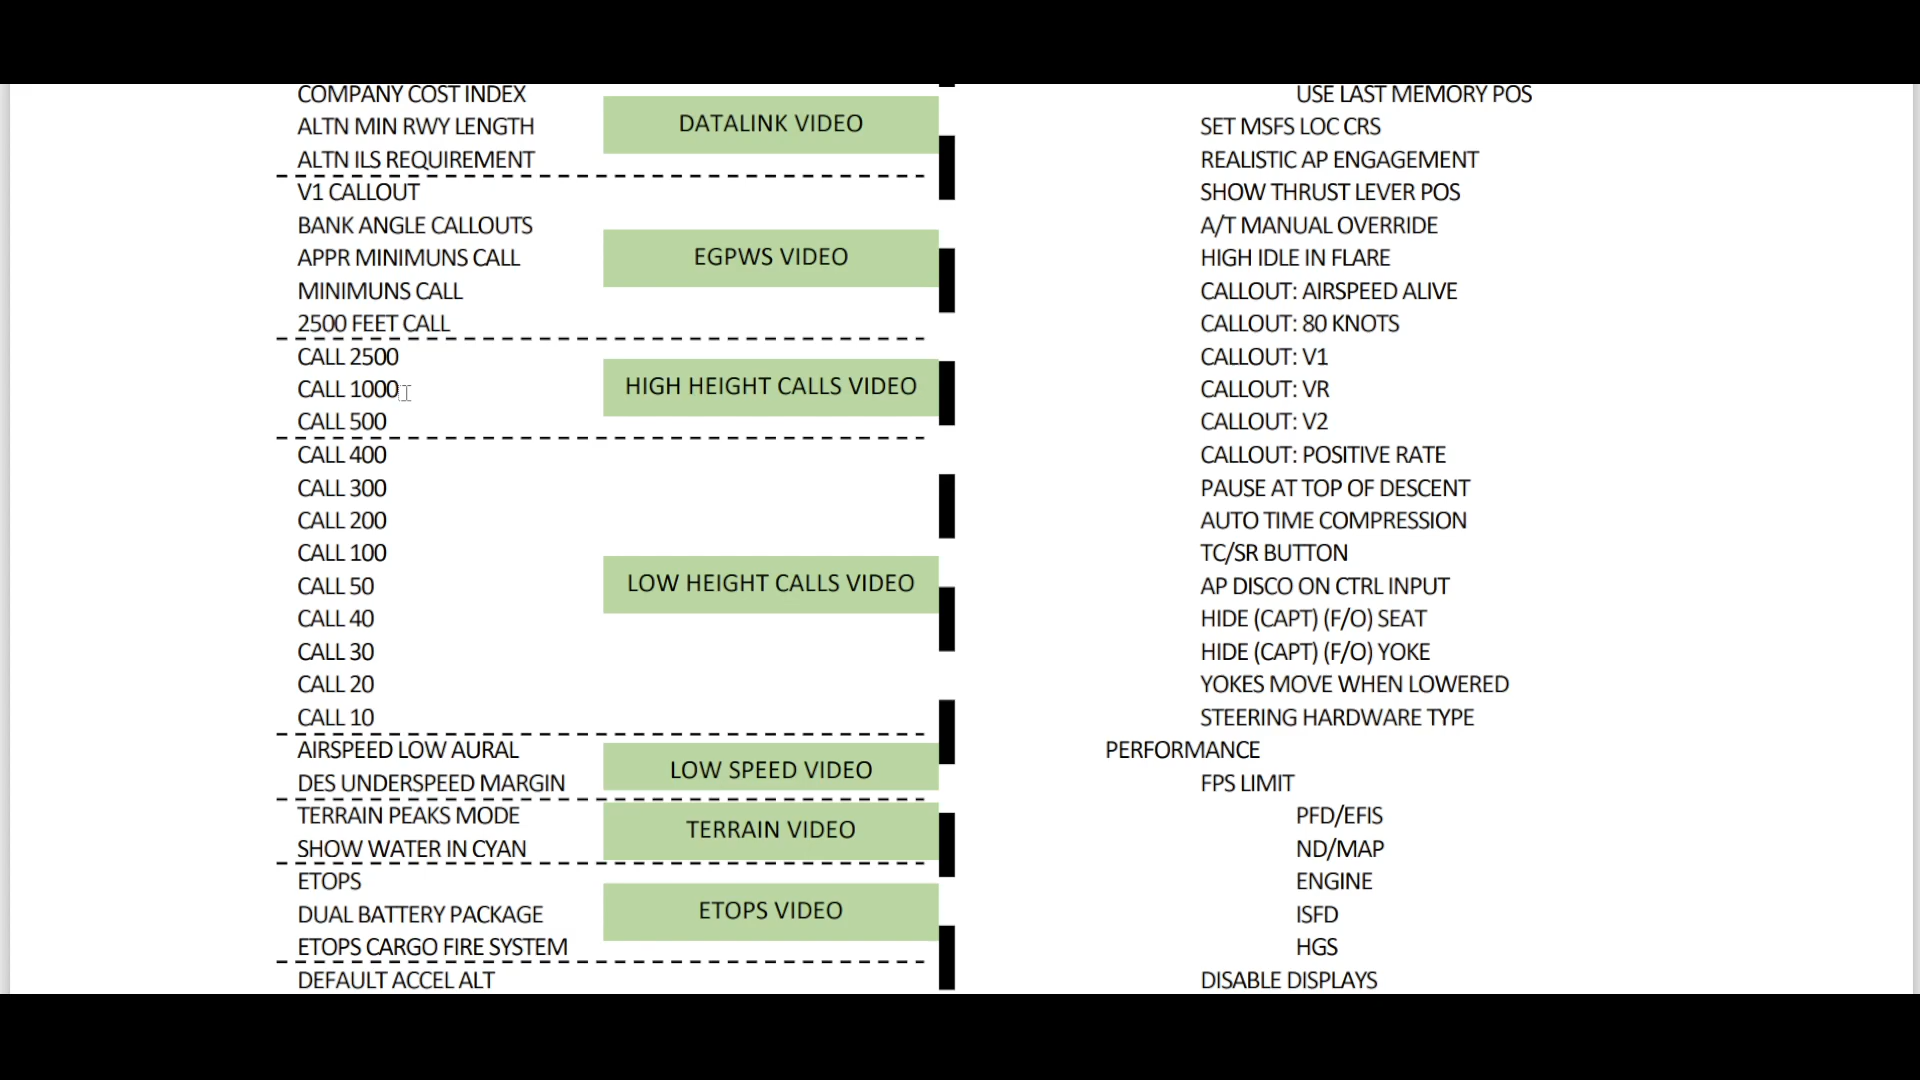 COMPANY COST INDEX
ALTN MIN RWY LENGTH
ALTN ILS REQUIREMENT
DATALINK VIDEO
V1 CALLOUT
BANK ANGLE CALLOUTS
APPR MINIMUNS CALL
MINIMUNS CALL
2500 FEET CALL
EGPWS VIDEO
CALL 2500
CALL 1000
CALL 500
HIGH HEIGHT CALLS VIDEO
CALL 400
CALL 300
CALL 200
CALL 100
CALL 50
CALL 40
CALL 30
CALL 20
CALL 10
LOW HEIGHT CALLS VIDEO
AIRSPEED LOW AURAL
DES UNDERSPEED MARGIN
LOW SPEED VIDEO
TERRAIN PEAKS MODE
SHOW WATER IN CYAN
TERRAIN VIDEO
ETOPS
DUAL BATTERY PACKAGE
ETOPS CARGO FIRE SYSTEM
ETOPS VIDEO
DEFAULT ACCEL ALT
USE LAST MEMORY POS
SET MSFS LOC CRS
REALISTIC AP ENGAGEMENT
SHOW THRUST LEVER POS
A/T MANUAL OVERRIDE
HIGH IDLE IN FLARE
CALLOUT: AIRSPEED ALIVE
CALLOUT: 80 KNOTS
CALLOUT: V1
CALLOUT: VR
CALLOUT: V2
CALLOUT: POSITIVE RATE
PAUSE AT TOP OF DESCENT
AUTO TIME COMPRESSION
TC/SR BUTTON
AP DISCO ON CTRL INPUT
HIDE (CAPT) (F/O) SEAT
HIDE (CAPT) (F/O) YOKE
YOKES MOVE WHEN LOWERED
STEERING HARDWARE TYPE
PERFORMANCE
FPS LIMIT
PFD/EFIS
ND/MAP
ENGINE
ISFD
HGS
DISABLE DISPLAYS